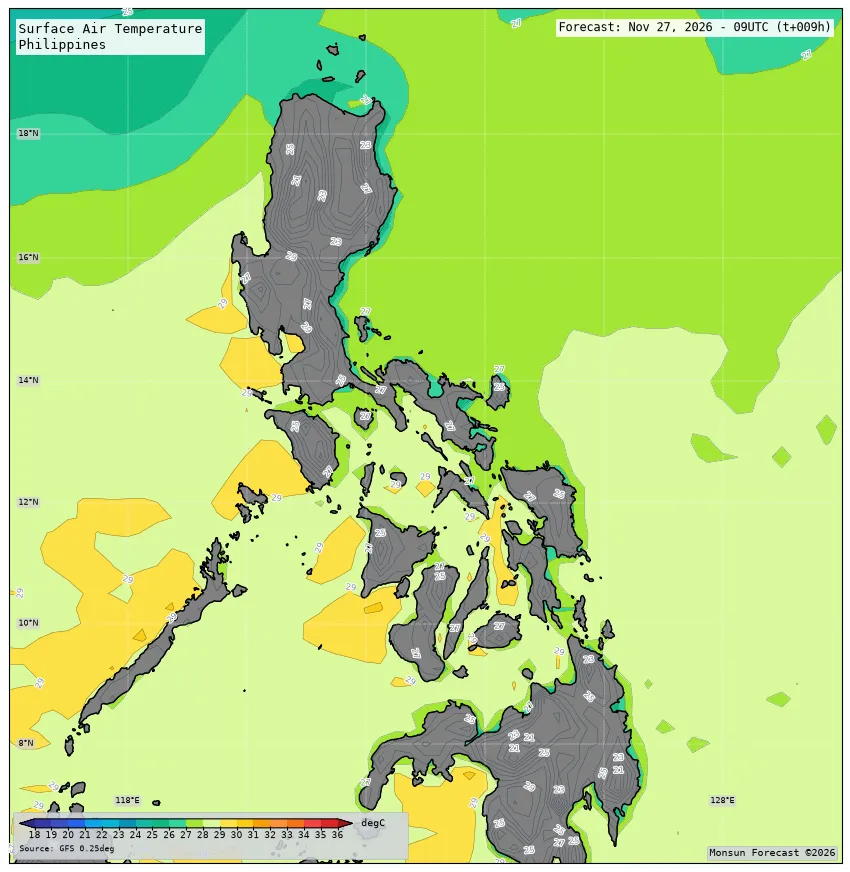 Surface Air Temperature
Philippines
Forecast: Nov 27, 2026 - 09UTC (t+009h)
18°N
16°N
14°N
12°N
10°N
8°N
118°E
128°E
degC
18 19 20 21 22 23 24 25 26 27 28 29 30 31 32 33 34 35 36
Source: GFS 0.25deg
Monsun Forecast ©2026